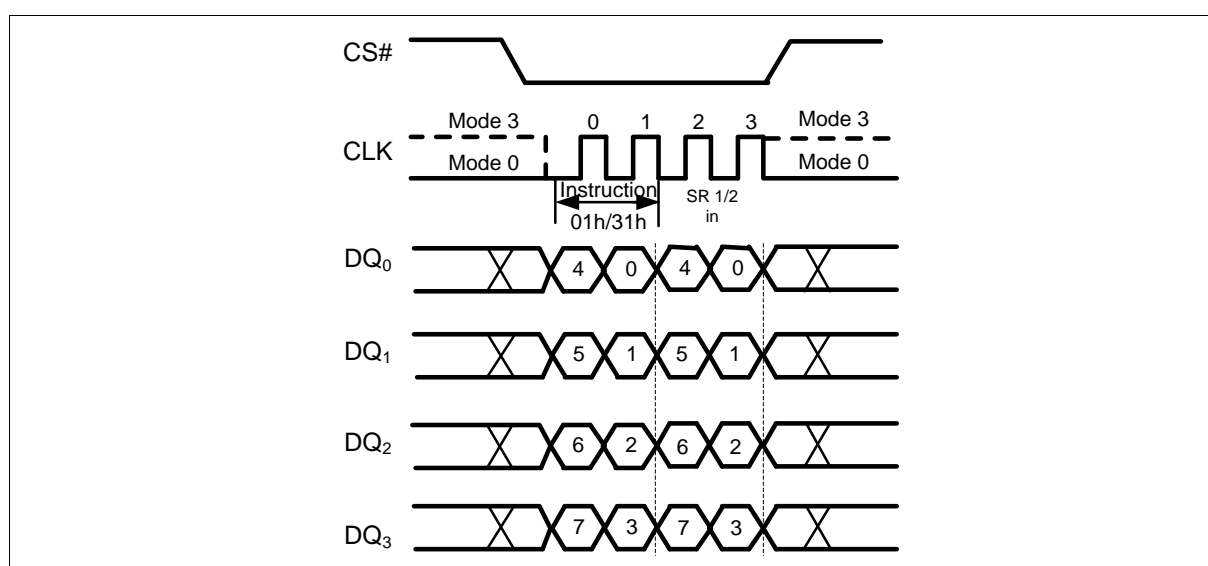 CS#
Mode 3 0 1 2 3 Mode 3
CLK
Mode 0 Mode 0
Instruction SR 1/2
01h/31h in
DQ0 4 0 4 0
DQ1 5 1 5 1
DQ2 6 2 6 2
DQ3 7 3 7 3